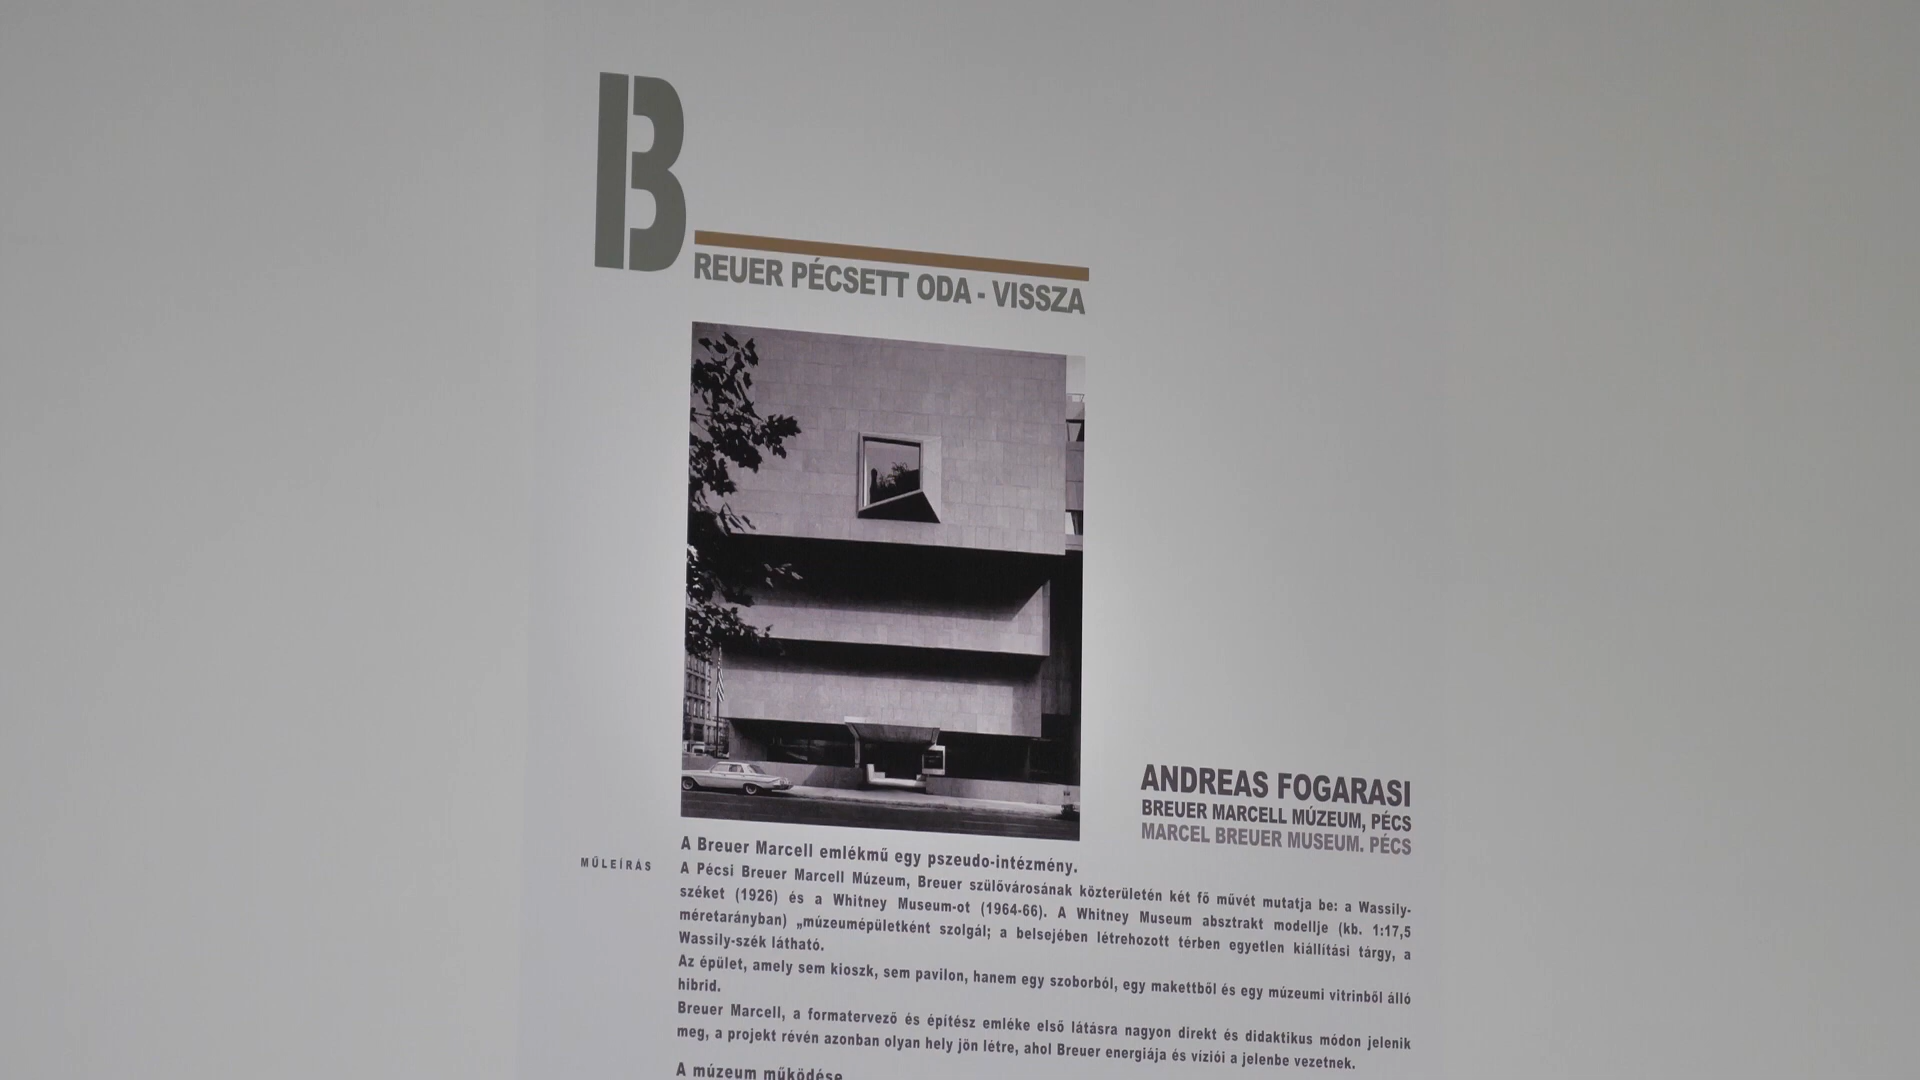 BREUER PÉCSETT ODA - VISSZA
ANDREAS FOGARASI
BREUER MARCELL MÚZEUM, PÉCS
MARCEL BREUER MUSEUM. PÉCS
MŰLEÍRÁS
A Breuer Marcell emlékmű egy pszeudo-intézmény.
A Pécsi Breuer Marcell Múzeum, Breuer szülővárosának közterületén két fő művét mutatja be: a Wassily-
széket (1926) és a Whitney Museum-ot (1964-66). A Whitney Museum absztrakt modellje (kb. 1:17,5
méretarányban) „múzeumépületként szolgál; a belsejében létrehozott térben egyetlen kiállítási tárgy, a
Wassily-szék látható.
Az épület, amely sem kioszk, sem pavilon, hanem egy szoborból, egy makettből és egy múzeumi vitrinből álló
hibrid.
Breuer Marcell, a formatervező és építész emléke első látásra nagyon direkt és didaktikus módon jelenik
meg, a projekt révén azonban olyan hely jön létre, ahol Breuer energiája és víziói a jelenbe vezetnek.
A múzeum működése